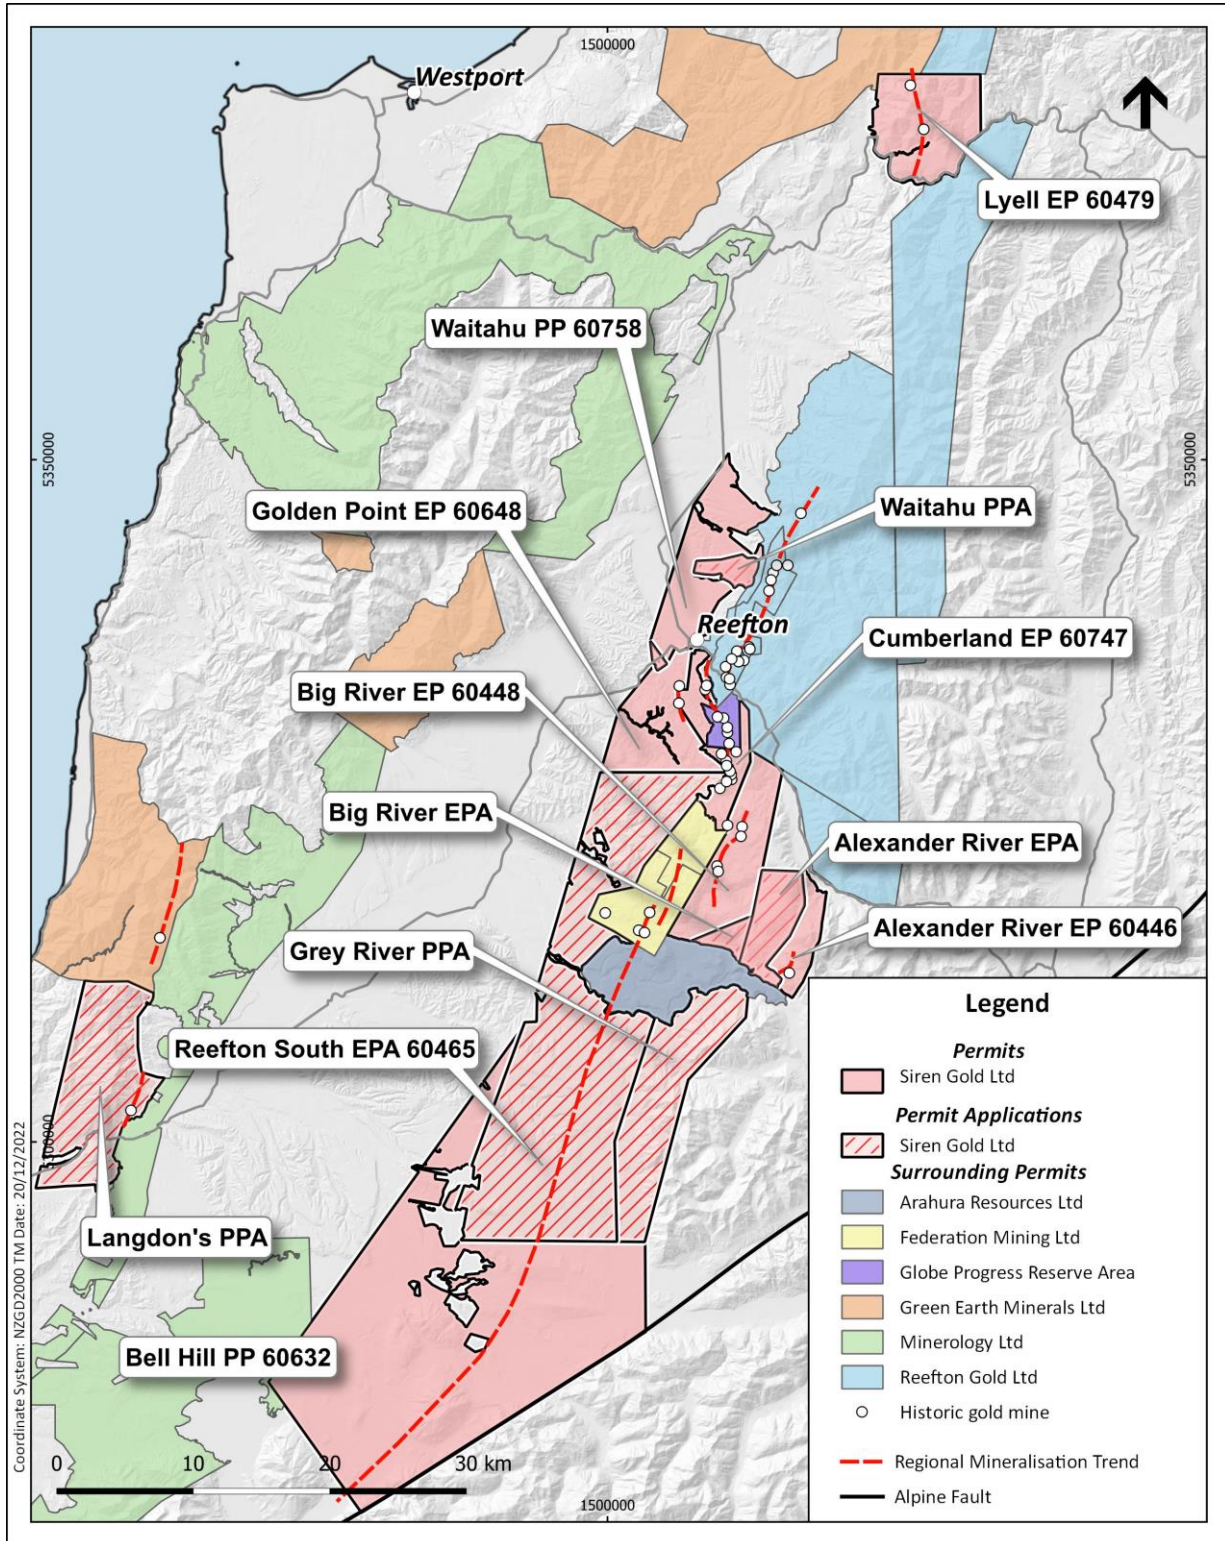 1500000
Westport
Lyell EP 60479
Waitahu PP 60758
5350000
5350000
Golden Point EP 60648
Waitahu PPA
Reefton
Cumberland EP 60747
Big River EP 60448
Big River EPA
Alexander River EPA
Alexander River EP 60446
Grey River PPA
Reefton South EPA 60465
5300000
Langdon's PPA
Bell Hill PP 60632
0 10 20 30 km
1500000
Coordinate System: NZGD2000 TM Date: 20/12/2022
Legend
Permits
Siren Gold Ltd
Permit Applications
Siren Gold Ltd
Surrounding Permits
Arahura Resources Ltd
Federation Mining Ltd
Globe Progress Reserve Area
Green Earth Minerals Ltd
Minerology Ltd
Reefton Gold Ltd
Historic gold mine
Regional Mineralisation Trend
Alpine Fault